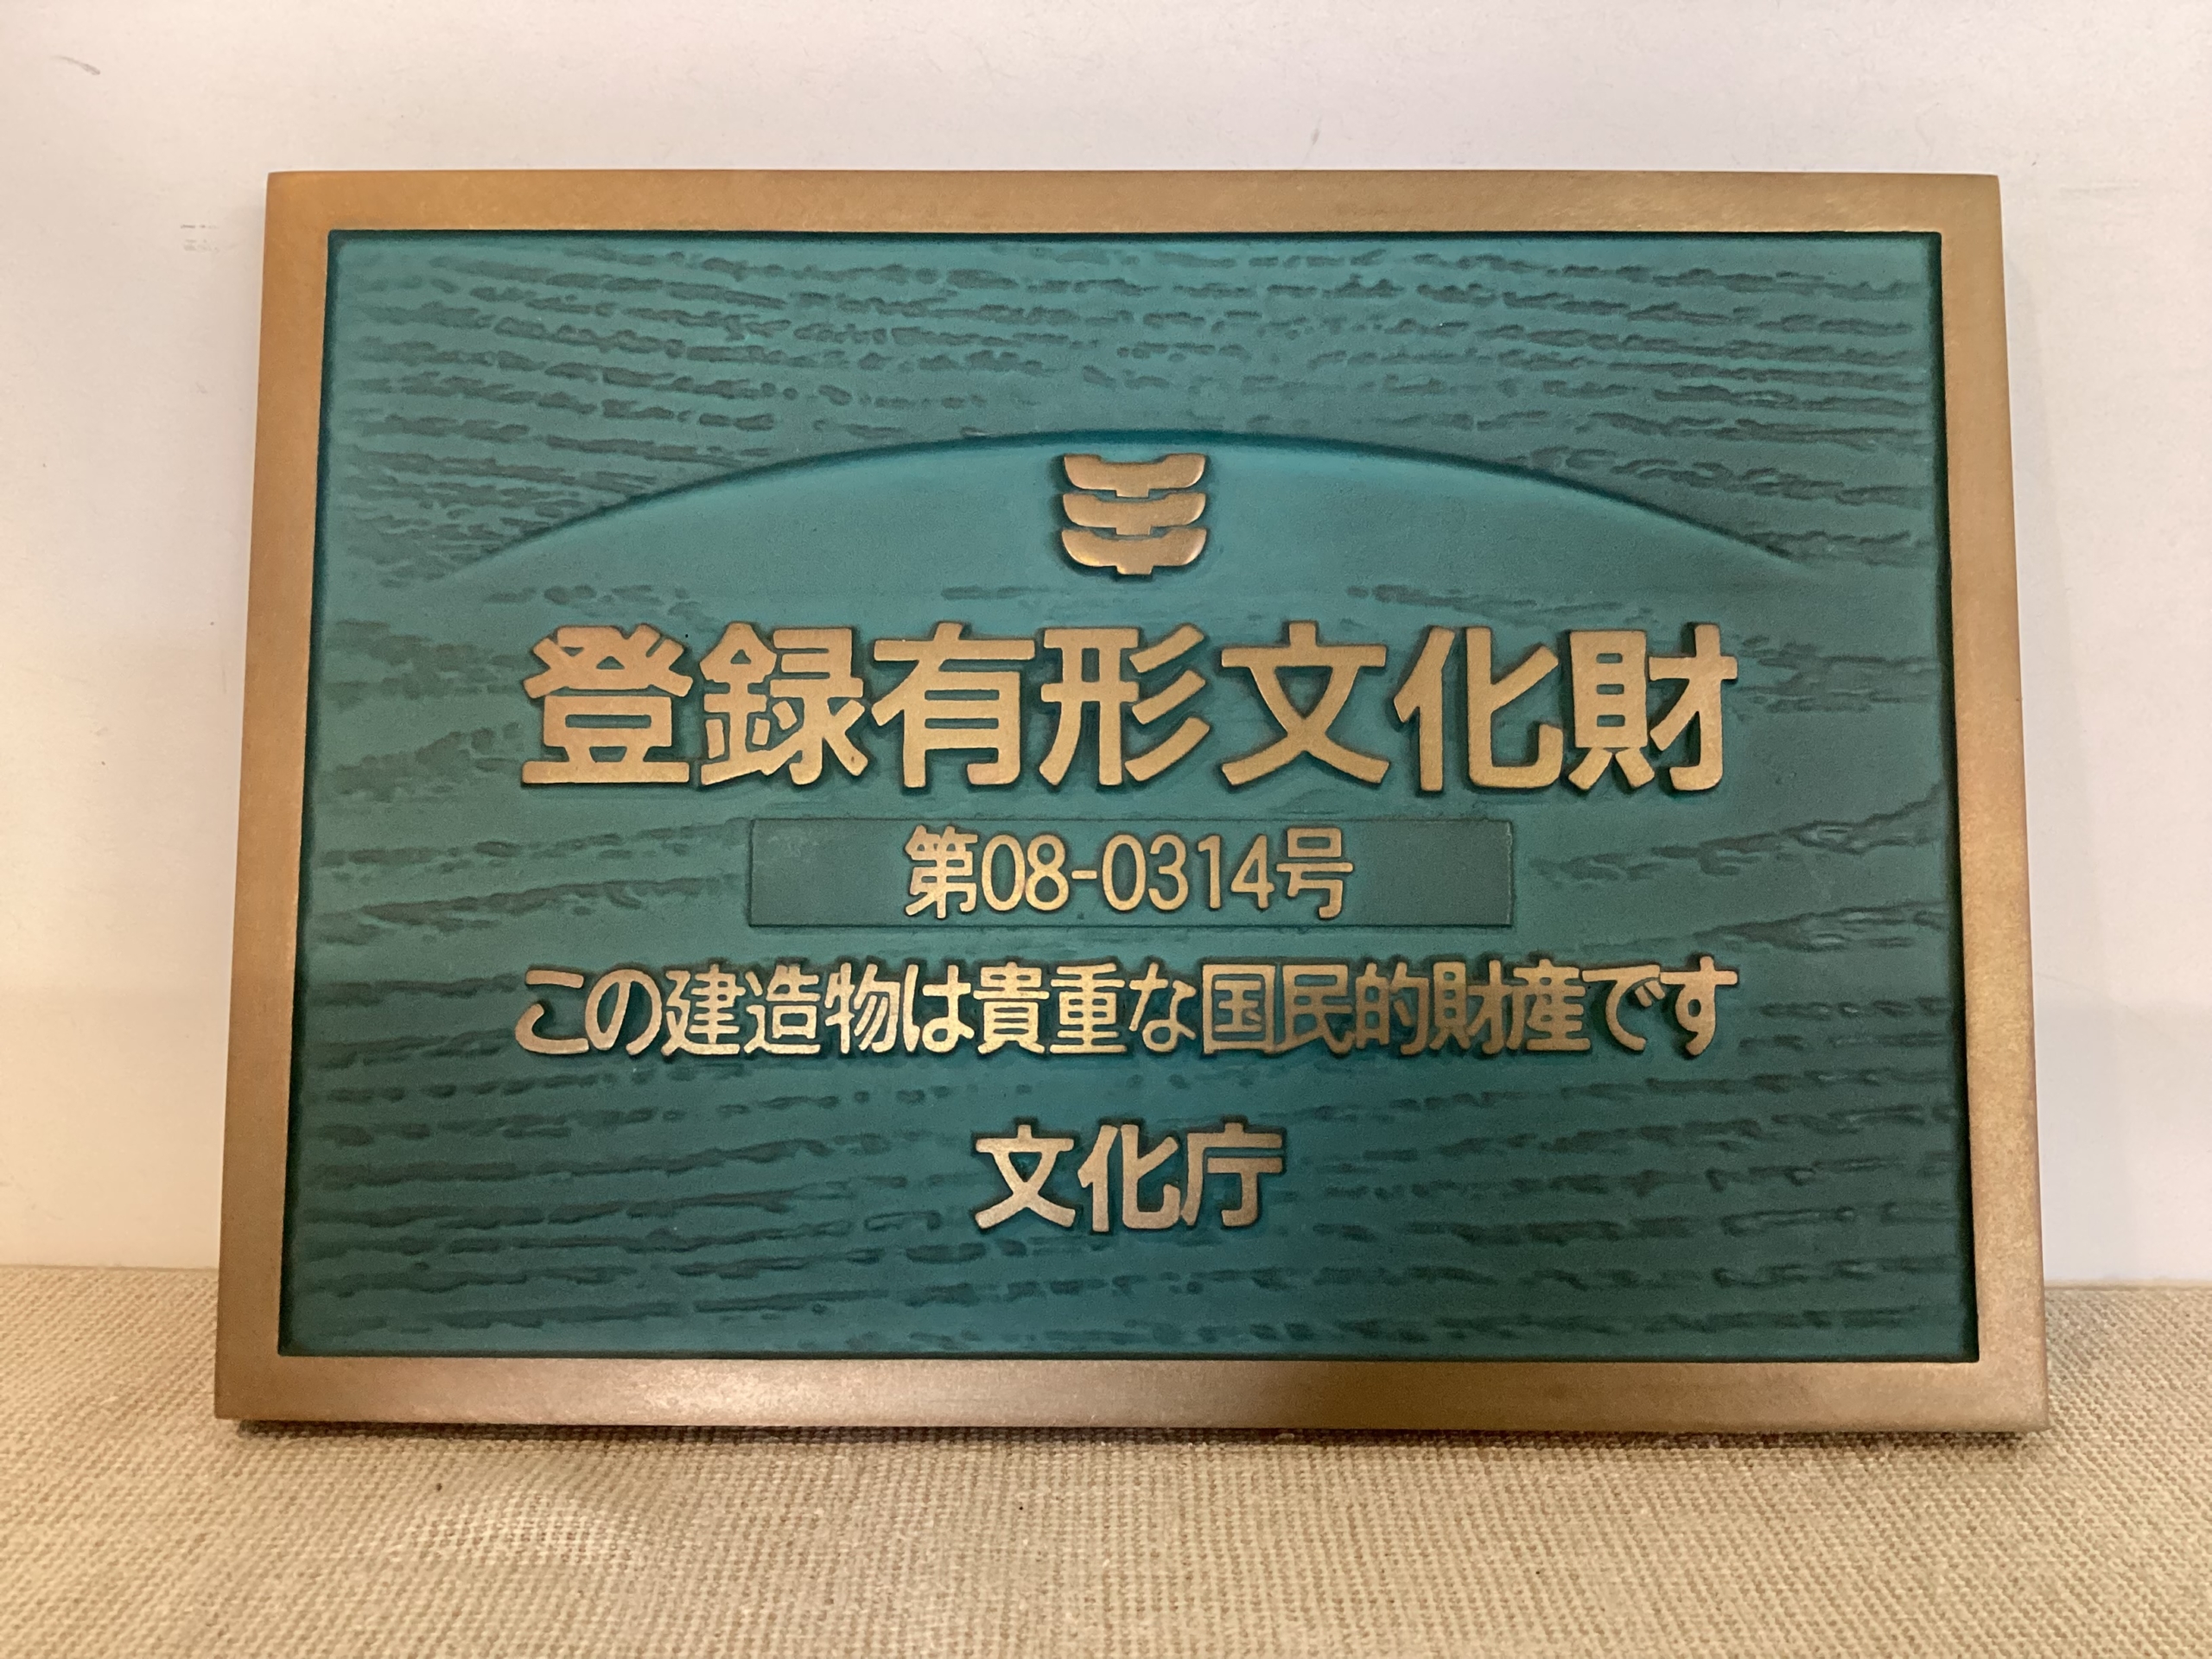 登録有形文化財
第08-0314号
この建造物は貴重な国民的財産です
文化庁